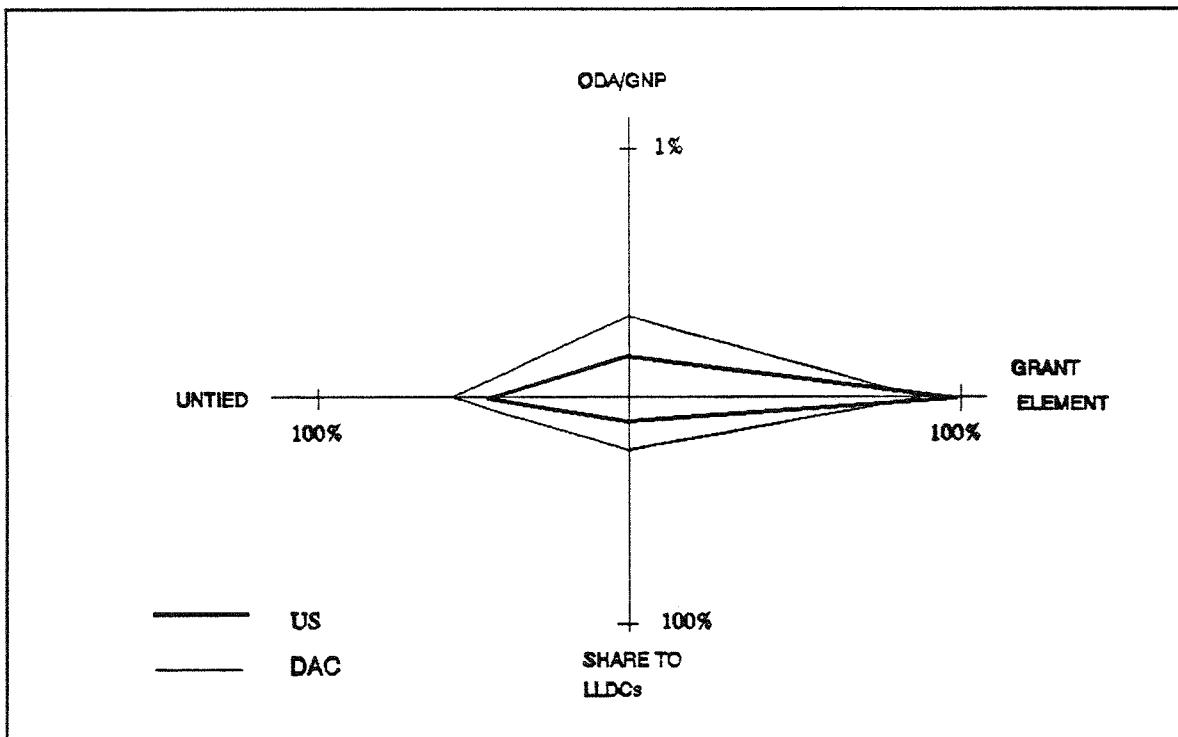 ODA/GNP
1%
GRANT
ELEMENT
UNTIED
100%
100%
US
100%
DAC
SHARE TO
LLDCs